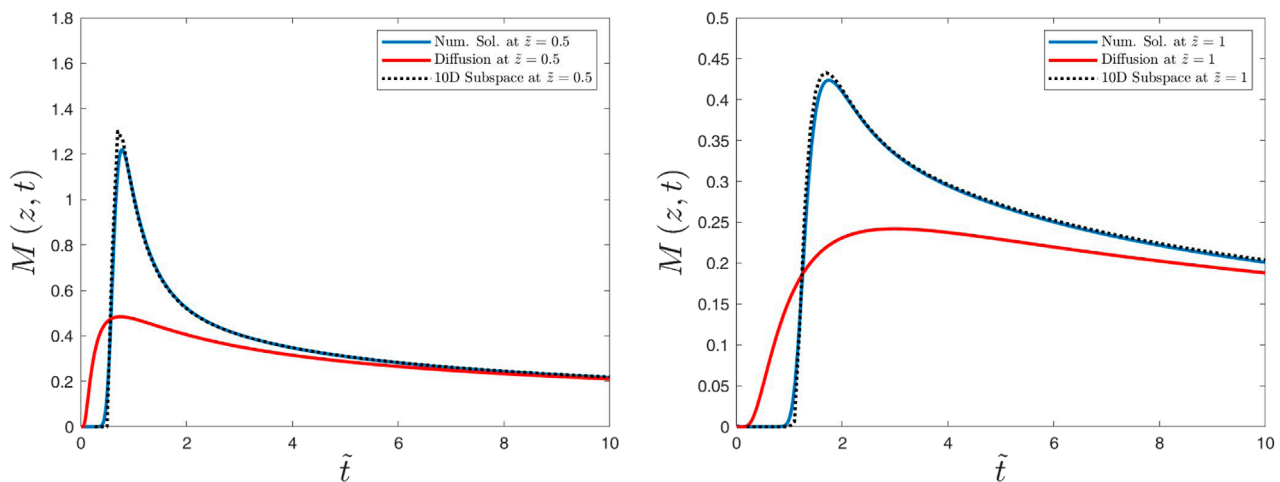 1.8
1.6
1.4
1.2
1
0.8
0.6
0.4
0.2
0
M (z, t)
Num. Sol. at z̃ = 0.5
Diffusion at z̃ = 0.5
10D Subspace at z̃ = 0.5
0 2 4 6 8 10
t̃
0.5
0.45
0.4
0.35
0.3
0.25
0.2
0.15
0.1
0.05
0
M (z, t)
Num. Sol. at z̃ = 1
Diffusion at z̃ = 1
10D Subspace at z̃ = 1
0 2 4 6 8 10
t̃